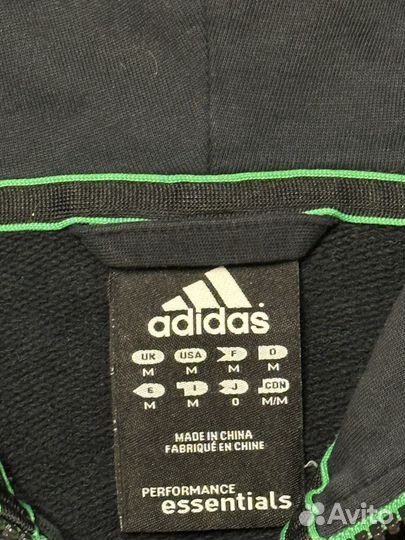 adidas
UK USA F D
M M M M
E I J CDN
M M O M/M
MADE IN CHINA
FABRIQUÉ EN CHINE
PERFORMANCE
essentials
Avito